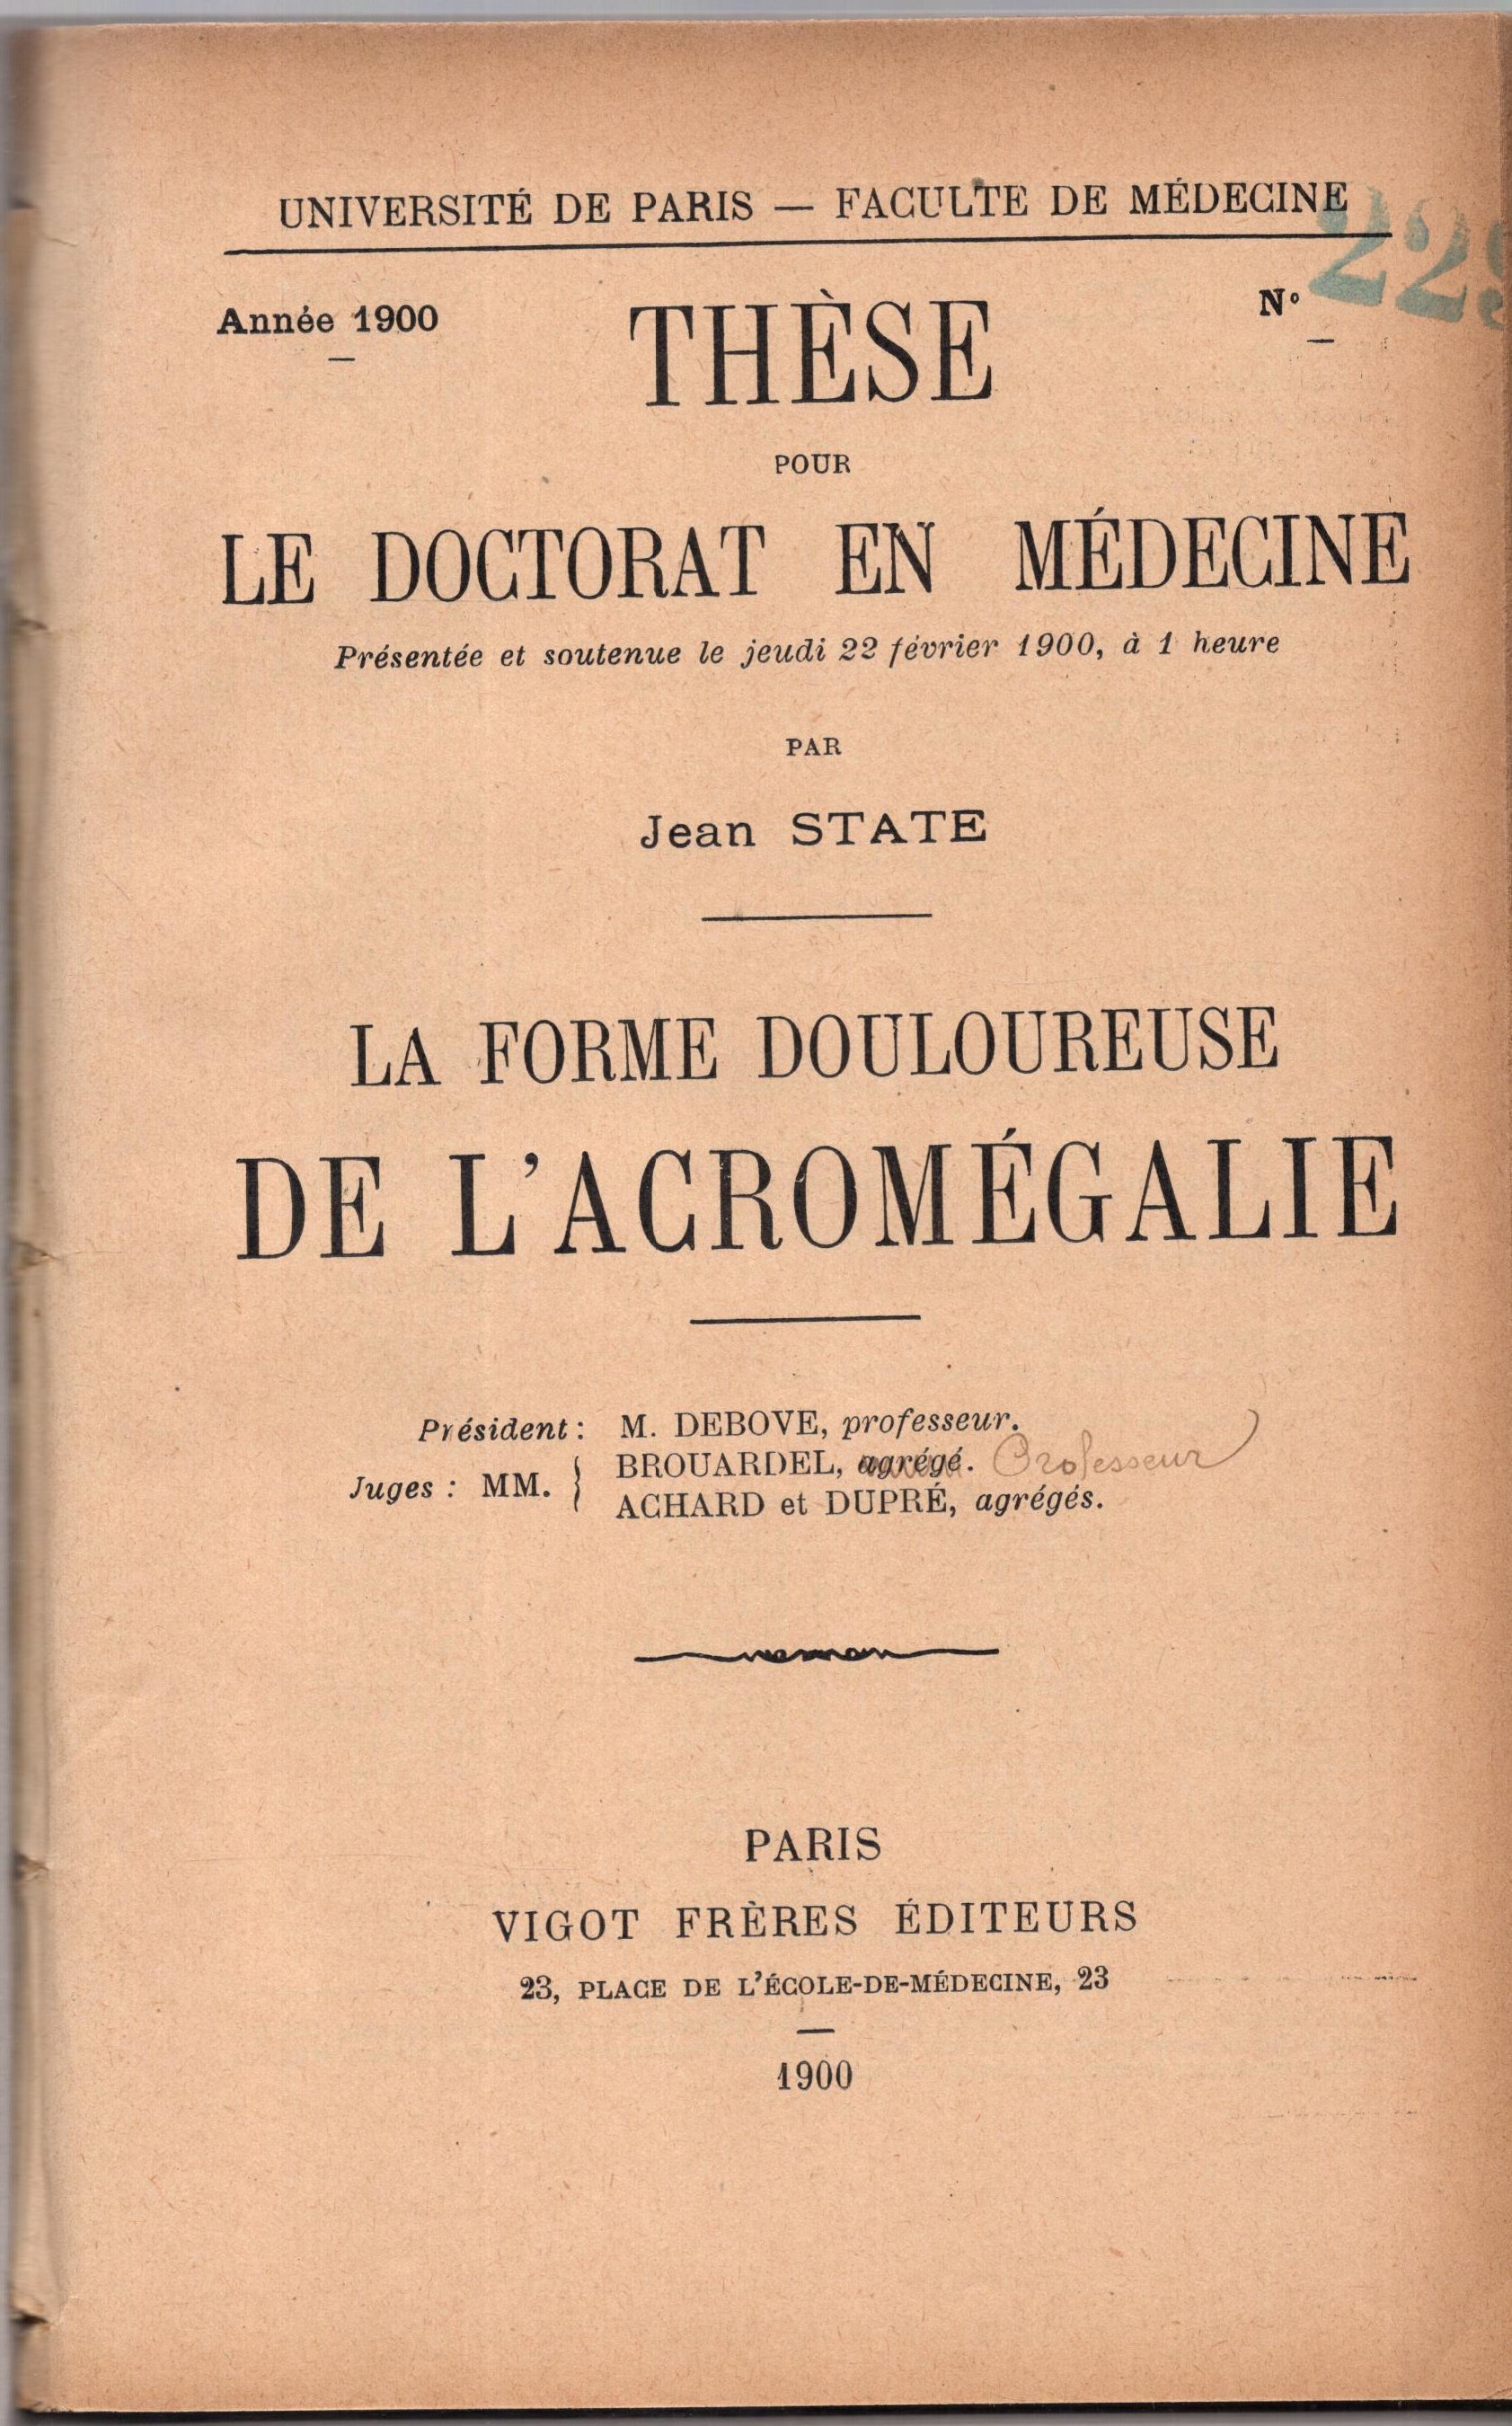 UNIVERSITÉ DE PARIS — FACULTE DE MÉDECINE
Année 1900
THÈSE
N° 229
POUR
LE DOCTORAT EN MÉDECINE
Présentée et soutenue le jeudi 22 février 1900, à 1 heure
PAR
Jean STATE
LA FORME DOULOUREUSE
DE L'ACROMÉGALIE
Président : M. DEBOVE, professeur.
BROUARDEL, agrégé. Professeur
Juges : MM.
ACHARD et DUPRÉ, agrégés.
PARIS
VIGOT FRÈRES ÉDITEURS
23, PLACE DE L'ÉCOLE-DE-MÉDECINE, 23
1900